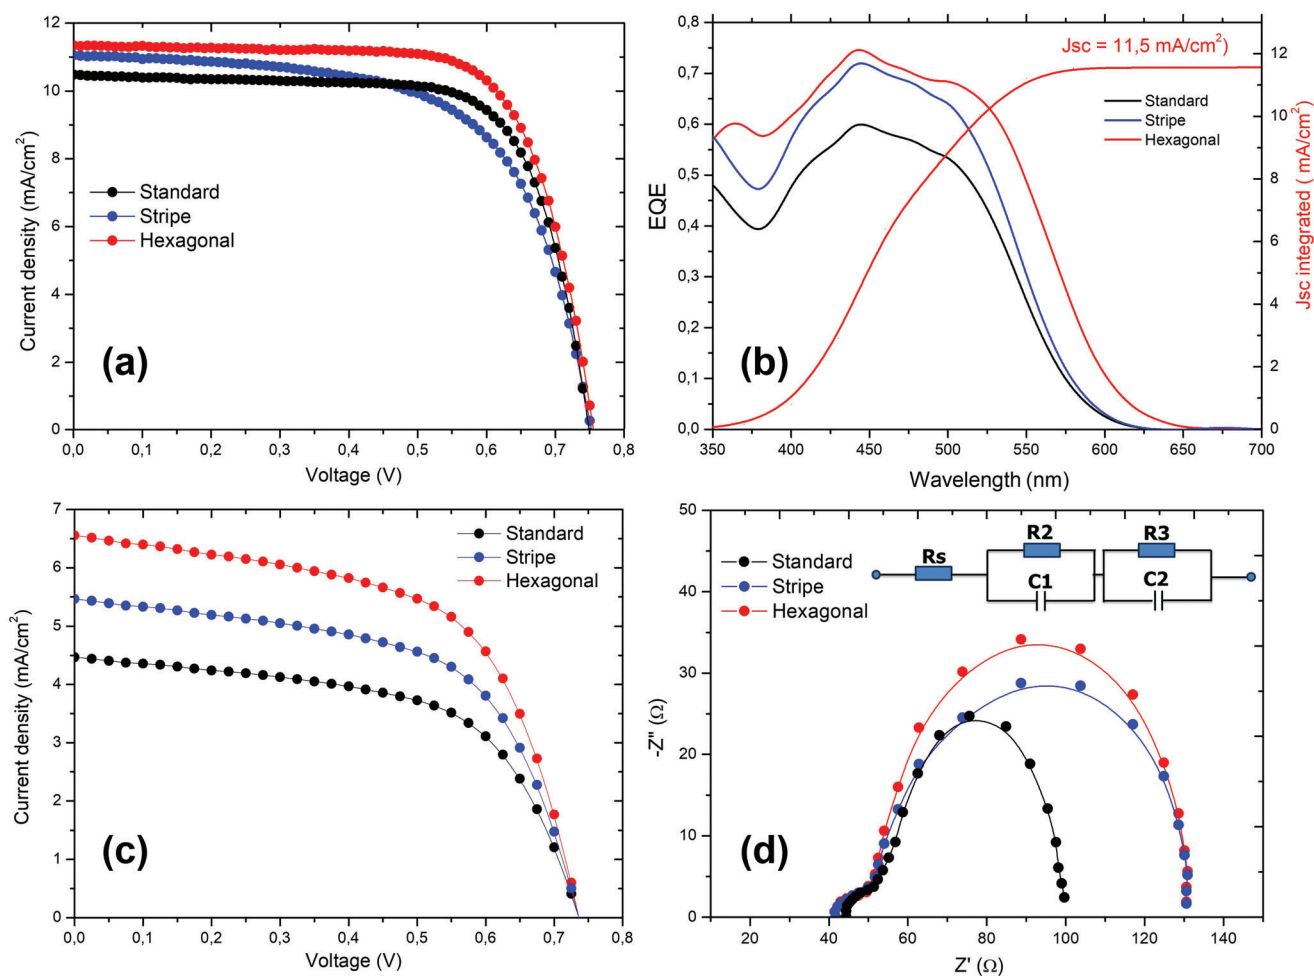 12
10
8
6
4
2
0
Current density (mA/cm²)
Standard
Stripe
Hexagonal
(a)
0,0 0,1 0,2 0,3 0,4 0,5 0,6 0,7 0,8
Voltage (V)
0,8
0,7
0,6
0,5
0,4
0,3
0,2
0,1
0,0
EQE
Jsc = 11,5 mA/cm²)
Standard
Stripe
Hexagonal
(b)
12
10
8
6
4
2
0
Jsc integrated ( mA/cm²)
350 400 450 500 550 600 650 700
Wavelength (nm)
7
6
5
4
3
2
1
0
Current density (mA/cm²)
Standard
Stripe
Hexagonal
(c)
0,0 0,1 0,2 0,3 0,4 0,5 0,6 0,7 0,8
Voltage (V)
50
40
30
20
10
0
-Z" (Ω)
Standard
Stripe
Hexagonal
Rs
R2
C1
R3
C2
(d)
20 40 60 80 100 120 140
Z' (Ω)